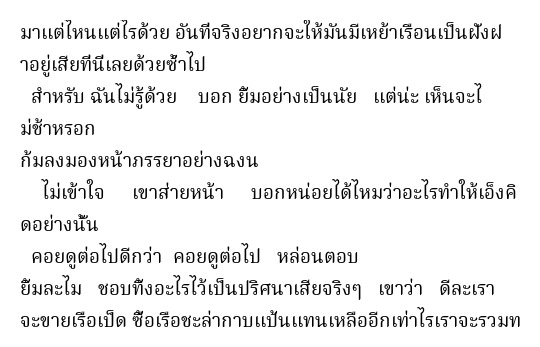 มาแต่ไหนแต่ไรด้วย อันที่จริงอยากจะให้มันมีเหย้าเรือนเป็นฝั่งฝ
าอยู่เสียที่นี่เลยด้วยซ้ำไป
สำหรับ ฉันไม่รู้ด้วย บอก ยิ้มอย่างเป็นนัย แต่น่ะ เห็นจะไ
ม่ช้าหรอก
ก้มลงมองหน้าภรรยาอย่างฉงน
ไม่เข้าใจ เขาส่ายหน้า บอกหน่อยได้ไหมว่าอะไรทำให้เอ็งคิ
ดอย่างนั้น
คอยดูต่อไปดีกว่า คอยดูต่อไป หล่อนตอบ
ยิ้มละไม ชอบทิ้งอะไรไว้เป็นปริศนาเสียจริงๆ เขาว่า ดีละเรา
จะขายเรือเป็ด ซื้อเรือชะล่ากาบแป้นแทนเหลืออีกเท่าไรเราจะรวมท